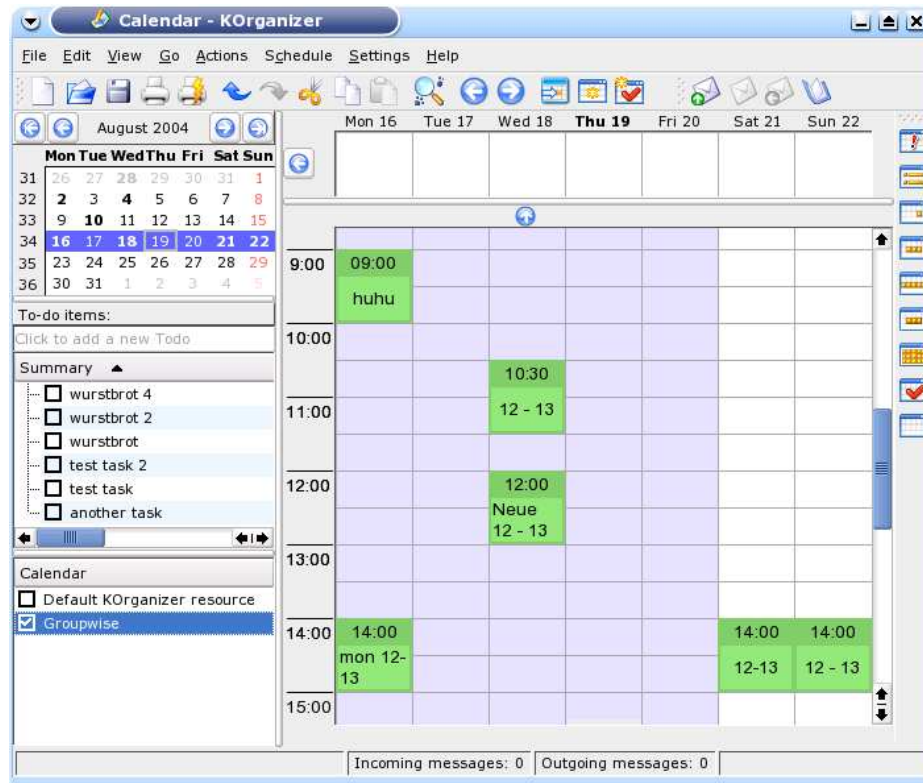 Calendar - KOrganizer
File Edit View Go Actions Schedule Settings Help
August 2004
Mon Tue Wed Thu Fri Sat Sun
31 26 27 28 29 30 31 1
32 2 3 4 5 6 7 8
33 9 10 11 12 13 14 15
34 16 17 18 19 20 21 22
35 23 24 25 26 27 28 29
36 30 31 1 2 3 4 5
To-do items:
Click to add a new Todo
Summary
wurstbrot 4
wurstbrot 2
wurstbrot
test task 2
test task
another task
Calendar
Default KOrganizer resource
Groupwise
Mon 16 Tue 17 Wed 18 Thu 19 Fri 20 Sat 21 Sun 22
9:00
09:00
huhu
10:00
10:30
12 - 13
11:00
12:00
12:00
Neue
12 - 13
13:00
14:00
14:00
mon 12-
13
14:00
12-13
14:00
12 - 13
15:00
Incoming messages: 0 Outgoing messages: 0